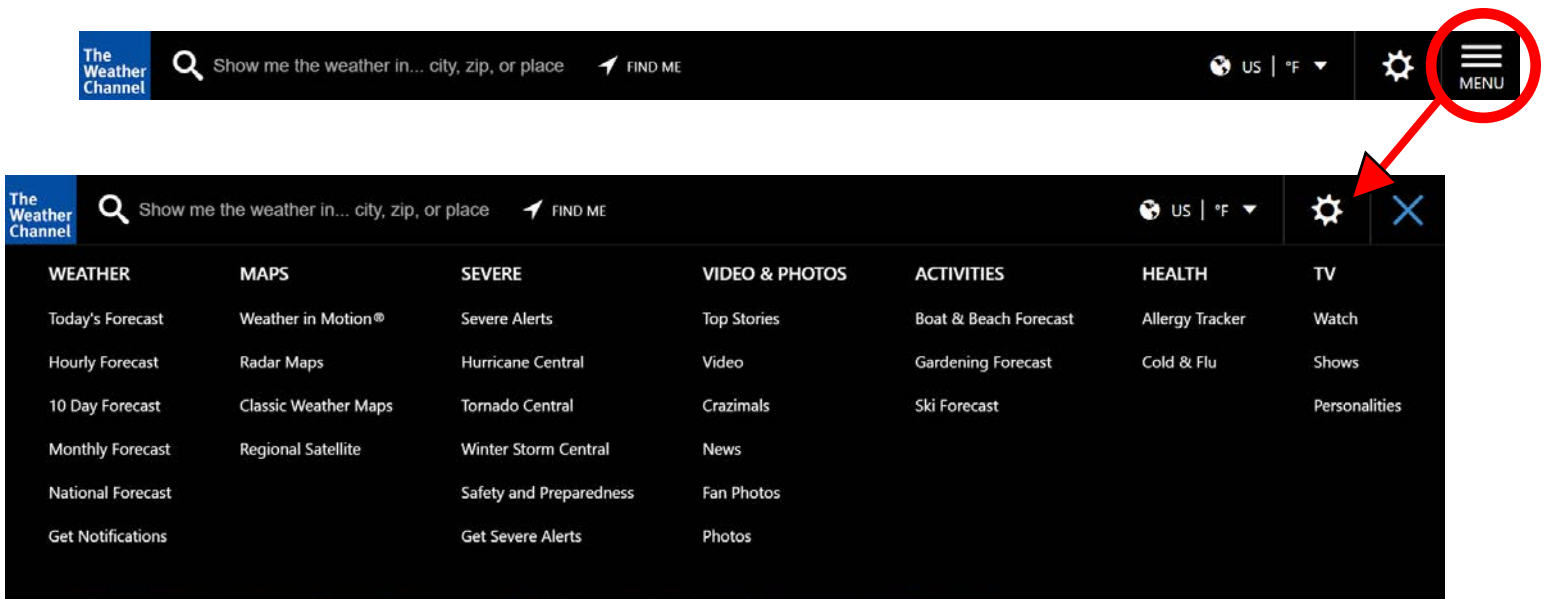 The
Weather
Channel
Show me the weather in... city, zip, or place
FIND ME
US | °F
MENU
The
Weather
Channel
Show me the weather in... city, zip, or place
FIND ME
US | °F
WEATHER
Today's Forecast
Hourly Forecast
10 Day Forecast
Monthly Forecast
National Forecast
Get Notifications
MAPS
Weather in Motion®
Radar Maps
Classic Weather Maps
Regional Satellite
SEVERE
Severe Alerts
Hurricane Central
Tornado Central
Winter Storm Central
Safety and Preparedness
Get Severe Alerts
VIDEO & PHOTOS
Top Stories
Video
Crazimals
News
Fan Photos
Photos
ACTIVITIES
Boat & Beach Forecast
Gardening Forecast
Ski Forecast
HEALTH
Allergy Tracker
Cold & Flu
TV
Watch
Shows
Personalities